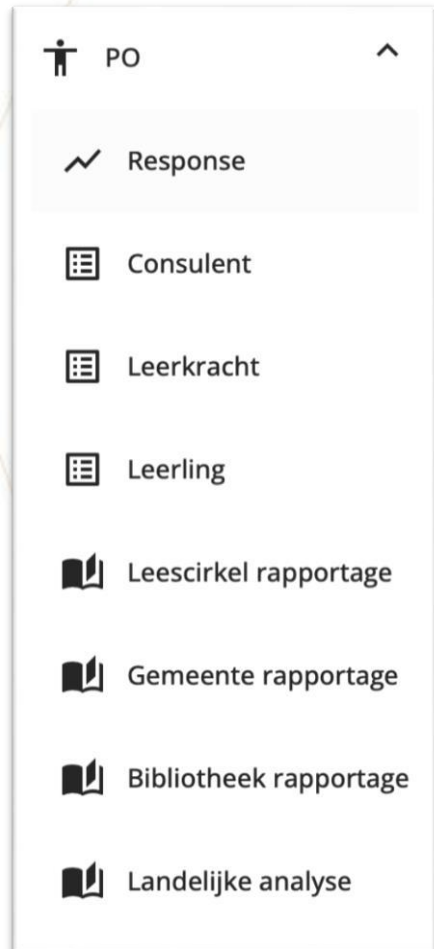 PO
Response
Consulent
Leerkracht
Leerling
Leescirkel rapportage
Gemeente rapportage
Bibliotheek rapportage
Landelijke analyse